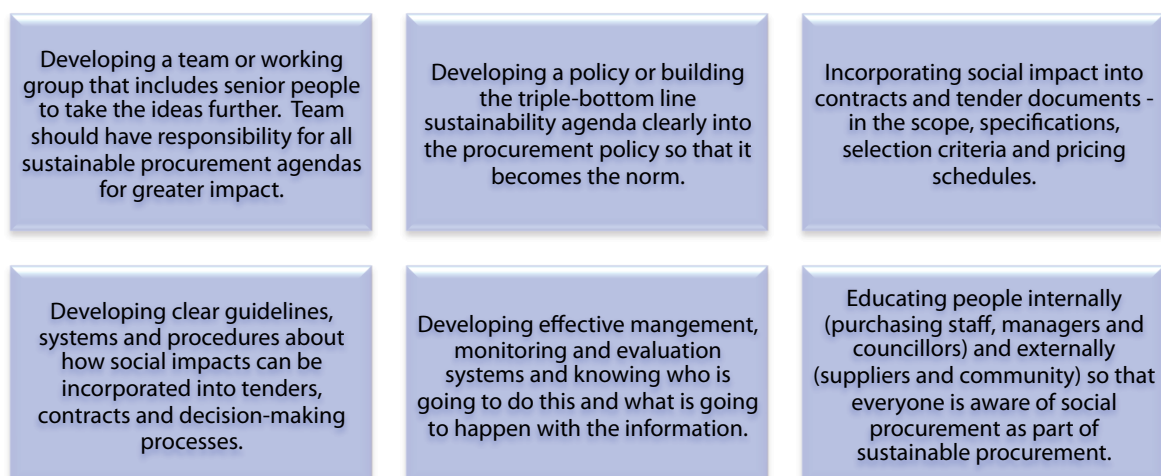 Developing a team or working
group that includes senior people
to take the ideas further.  Team
should have responsibility for all
sustainable procurement agendas
for greater impact.
Developing a policy or building
the triple-bottom line
sustainability agenda clearly into
the procurement policy so that it
becomes the norm.
Incorporating social impact into
contracts and tender documents -
in the scope, specifications,
selection criteria and pricing
schedules.
Developing clear guidelines,
systems and procedures about
how social impacts can be
incorporated into tenders,
contracts and decision-making
processes.
Developing effective mangement,
monitoring and evaluation
systems and knowing who is
going to do this and what is going
to happen with the information.
Educating people internally
(purchasing staff, managers and
councillors) and externally
(suppliers and community) so that
everyone is aware of social
procurement as part of
sustainable procurement.